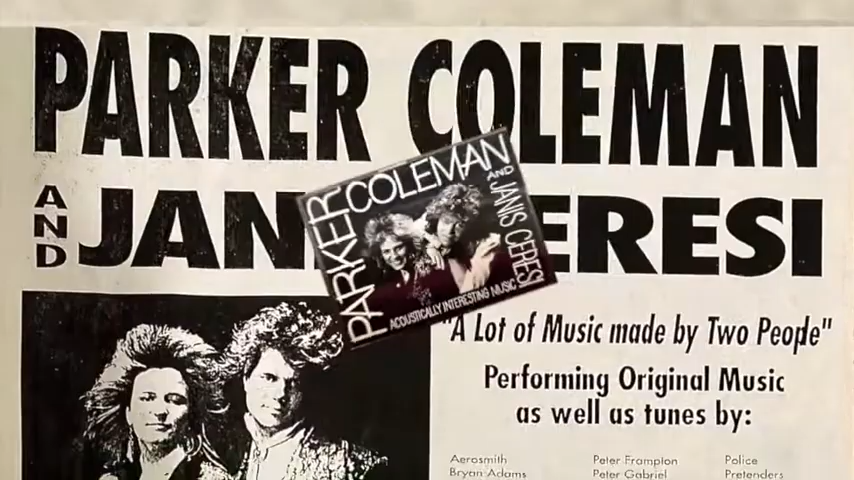 PARKER COLEMAN
AND JAN ERESI
PARKER COLEMAN
AND JANIS CERESI
ACOUSTICALLY INTERESTING MUSIC
"A Lot of Music made by Two People"
Performing Original Music
as well as tunes by:
Aerosmith Peter Frampton Police
Bryan Adams Peter Gabriel Pretenders